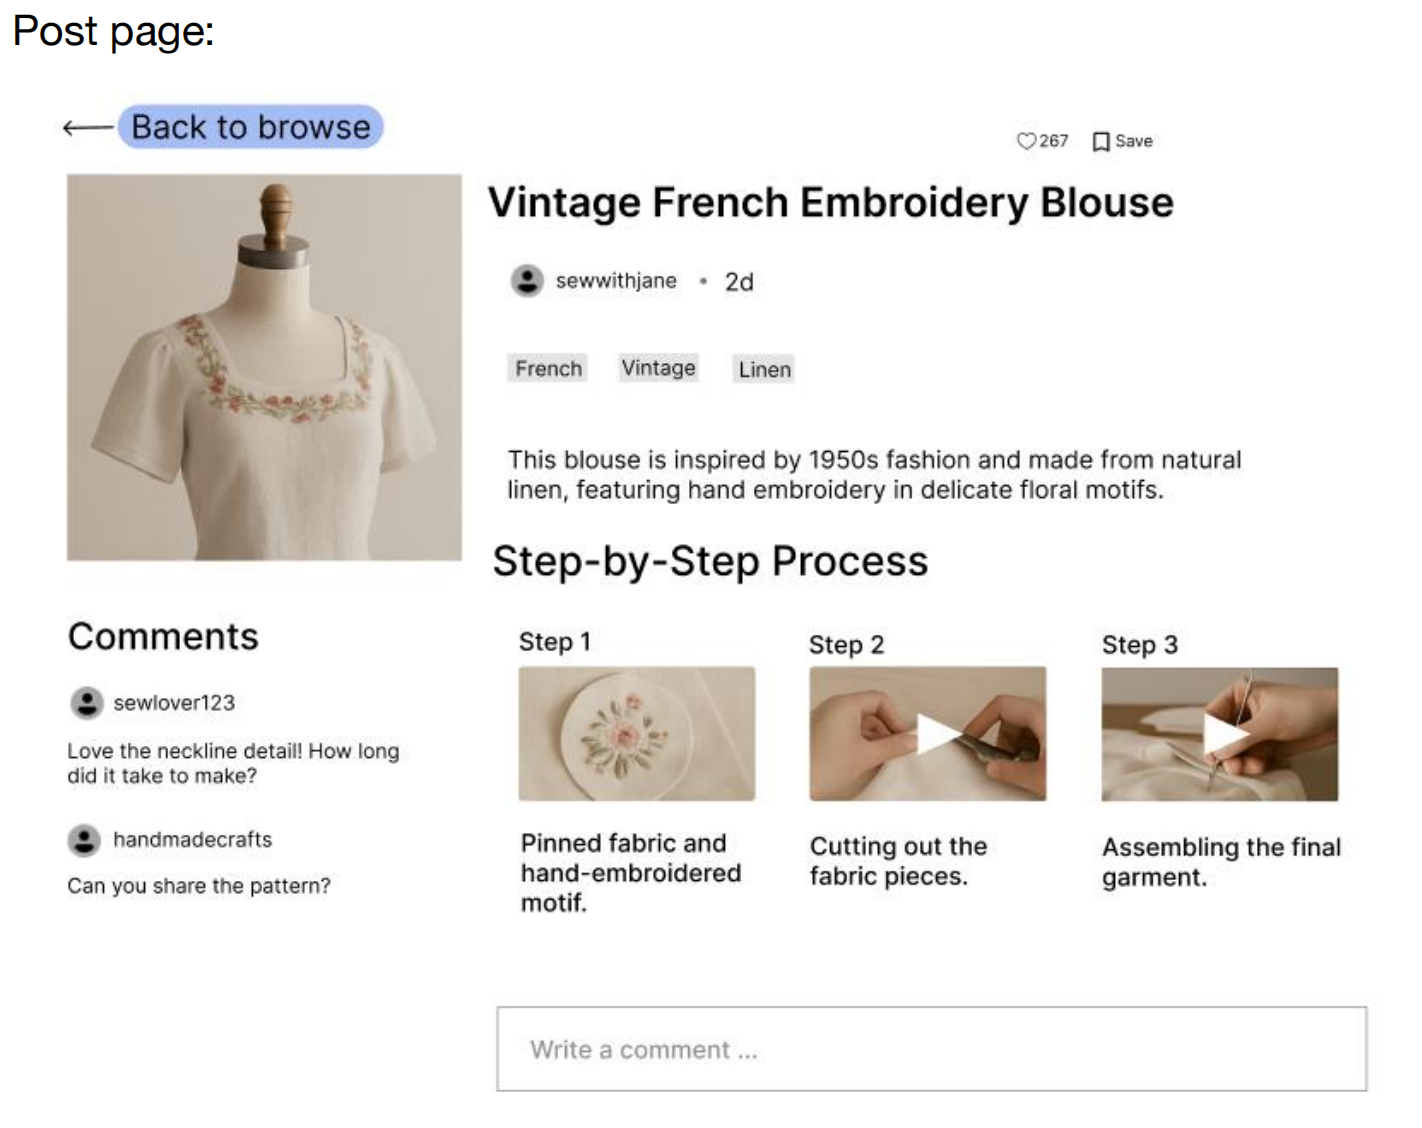 Post page:
Back to browse
267
Save
Vintage French Embroidery Blouse
sewwithjane • 2d
French
Vintage
Linen
This blouse is inspired by 1950s fashion and made from natural
linen, featuring hand embroidery in delicate floral motifs.
Step-by-Step Process
Step 1
Pinned fabric and
hand-embroidered
motif.
Step 2
Cutting out the
fabric pieces.
Step 3
Assembling the final
garment.
Comments
sewlover123
Love the neckline detail! How long
did it take to make?
handmadecrafts
Can you share the pattern?
Write a comment ...